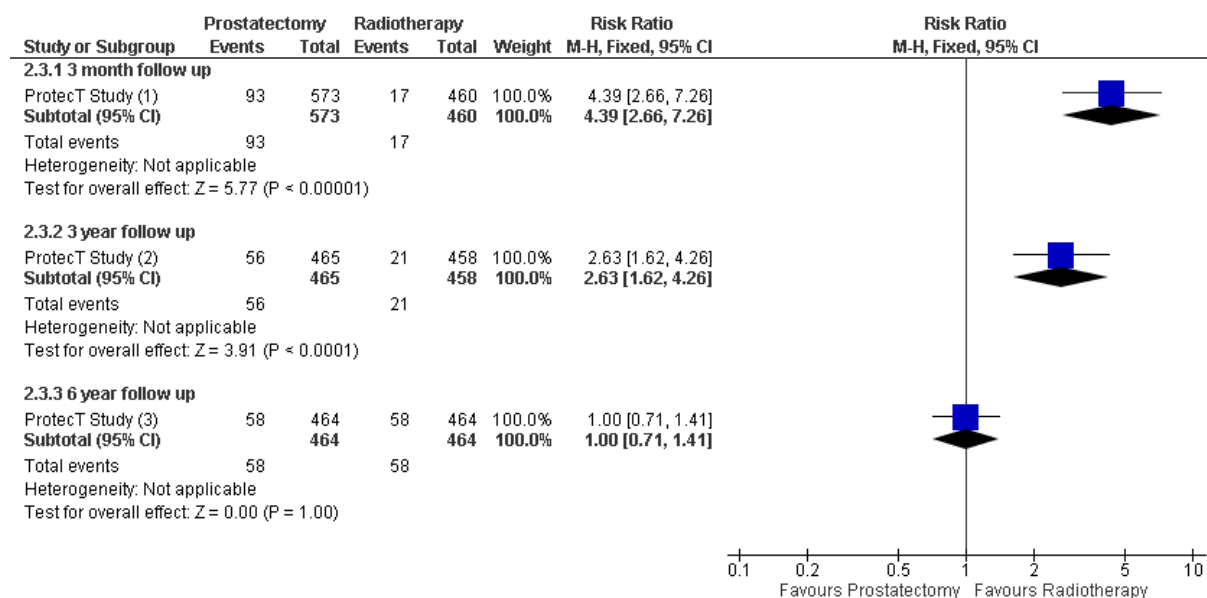 Prostatectomy Radiotherapy Risk Ratio Risk Ratio
Study or Subgroup Events Total Events Total Weight M-H, Fixed, 95% CI M-H, Fixed, 95% CI
2.3.1 3 month follow up
ProtecT Study (1) 93 573 17 460 100.0% 4.39 [2.66, 7.26]
Subtotal (95% CI) 573 460 100.0% 4.39 [2.66, 7.26]
Total events 93 17
Heterogeneity: Not applicable
Test for overall effect: Z = 5.77 (P < 0.00001)
2.3.2 3 year follow up
ProtecT Study (2) 56 465 21 458 100.0% 2.63 [1.62, 4.26]
Subtotal (95% CI) 465 458 100.0% 2.63 [1.62, 4.26]
Total events 56 21
Heterogeneity: Not applicable
Test for overall effect: Z = 3.91 (P < 0.0001)
2.3.3 6 year follow up
ProtecT Study (3) 58 464 58 464 100.0% 1.00 [0.71, 1.41]
Subtotal (95% CI) 464 464 100.0% 1.00 [0.71, 1.41]
Total events 58 58
Heterogeneity: Not applicable
Test for overall effect: Z = 0.00 (P = 1.00)
0.1 0.2 0.5 1 2 5 10
Favours Prostatectomy Favours Radiotherapy